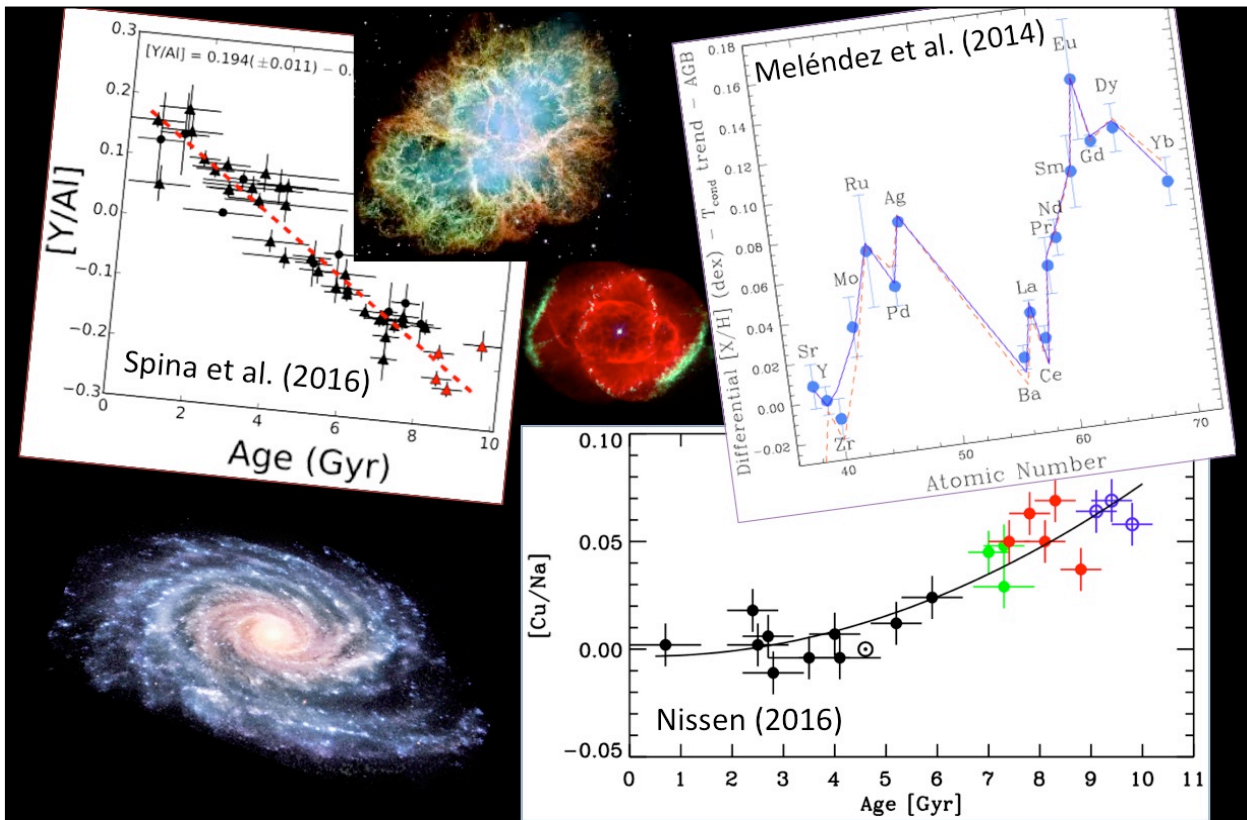 0.3
[Y/Al] = 0.194(±0.011) − 0.
0.2
0.1
0.0
−0.1
−0.2
−0.3
[Y/Al]
Spina et al. (2016)
0
2
4
6
8
10
Age (Gyr)
Meléndez et al. (2014)
Differential [X/H] (dex) - T_cond trend - AGB
0.18
0.16
0.14
0.12
0.10
0.08
0.06
0.04
0.02
0.00
-0.02
Eu
Dy
Gd
Yb
Sm
Ru
Ag
Nd
Pr
Mo
Pd
La
Sr
Y
Zr
Ba
Ce
40
50
60
70
Atomic Number
0.10
0.05
0.00
-0.05
[Cu/Na]
Nissen (2016)
0 1 2 3 4 5 6 7 8 9 10 11
Age [Gyr]